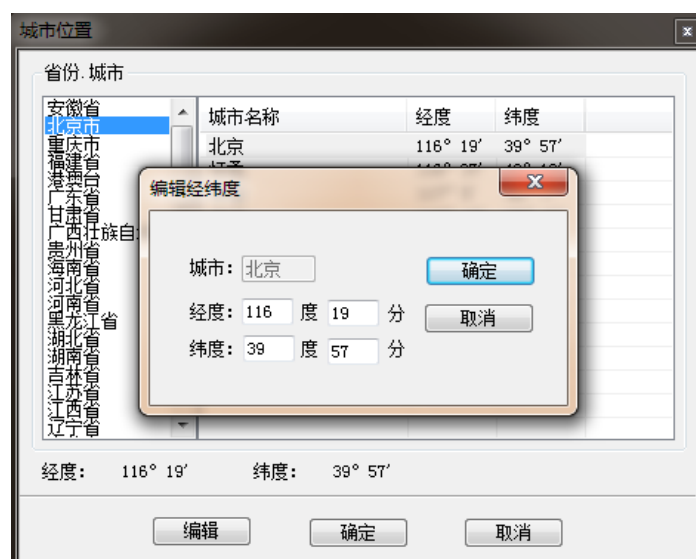 城市位置
省份.城市
安徽省
北京市
重庆市
福建省
港澳台
广东省
甘肃省
广西壮族自
贵州省
海南省
河北省
河南省
黑龙江省
湖北省
湖南省
吉林省
江苏省
江西省
辽宁省
城市名称 经度 纬度
北京 116° 19′ 39° 57′
编辑经纬度
城市: 北京 确定
经度: 116 度 19 分 取消
纬度: 39 度 57 分
经度: 116° 19′ 纬度: 39° 57′
编辑 确定 取消